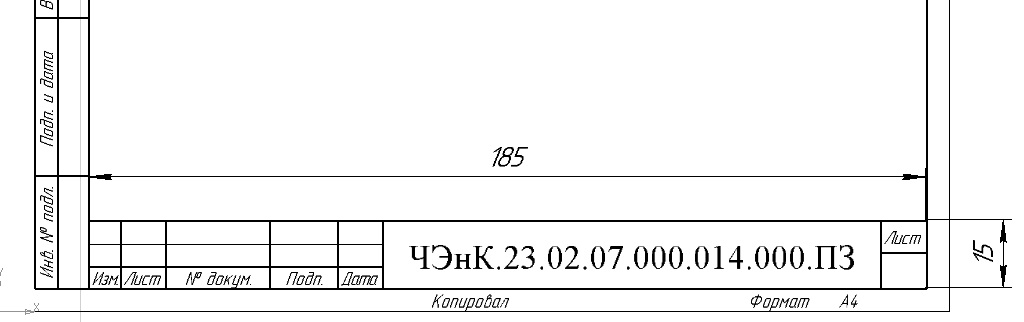 В
Подп. и дата
Инв. № подл.
185
ЧЭнК.23.02.07.000.014.000.ПЗ
Лист
15
Изм. Лист № докум. Подп. Дата
Копировал Формат А4
X
Y